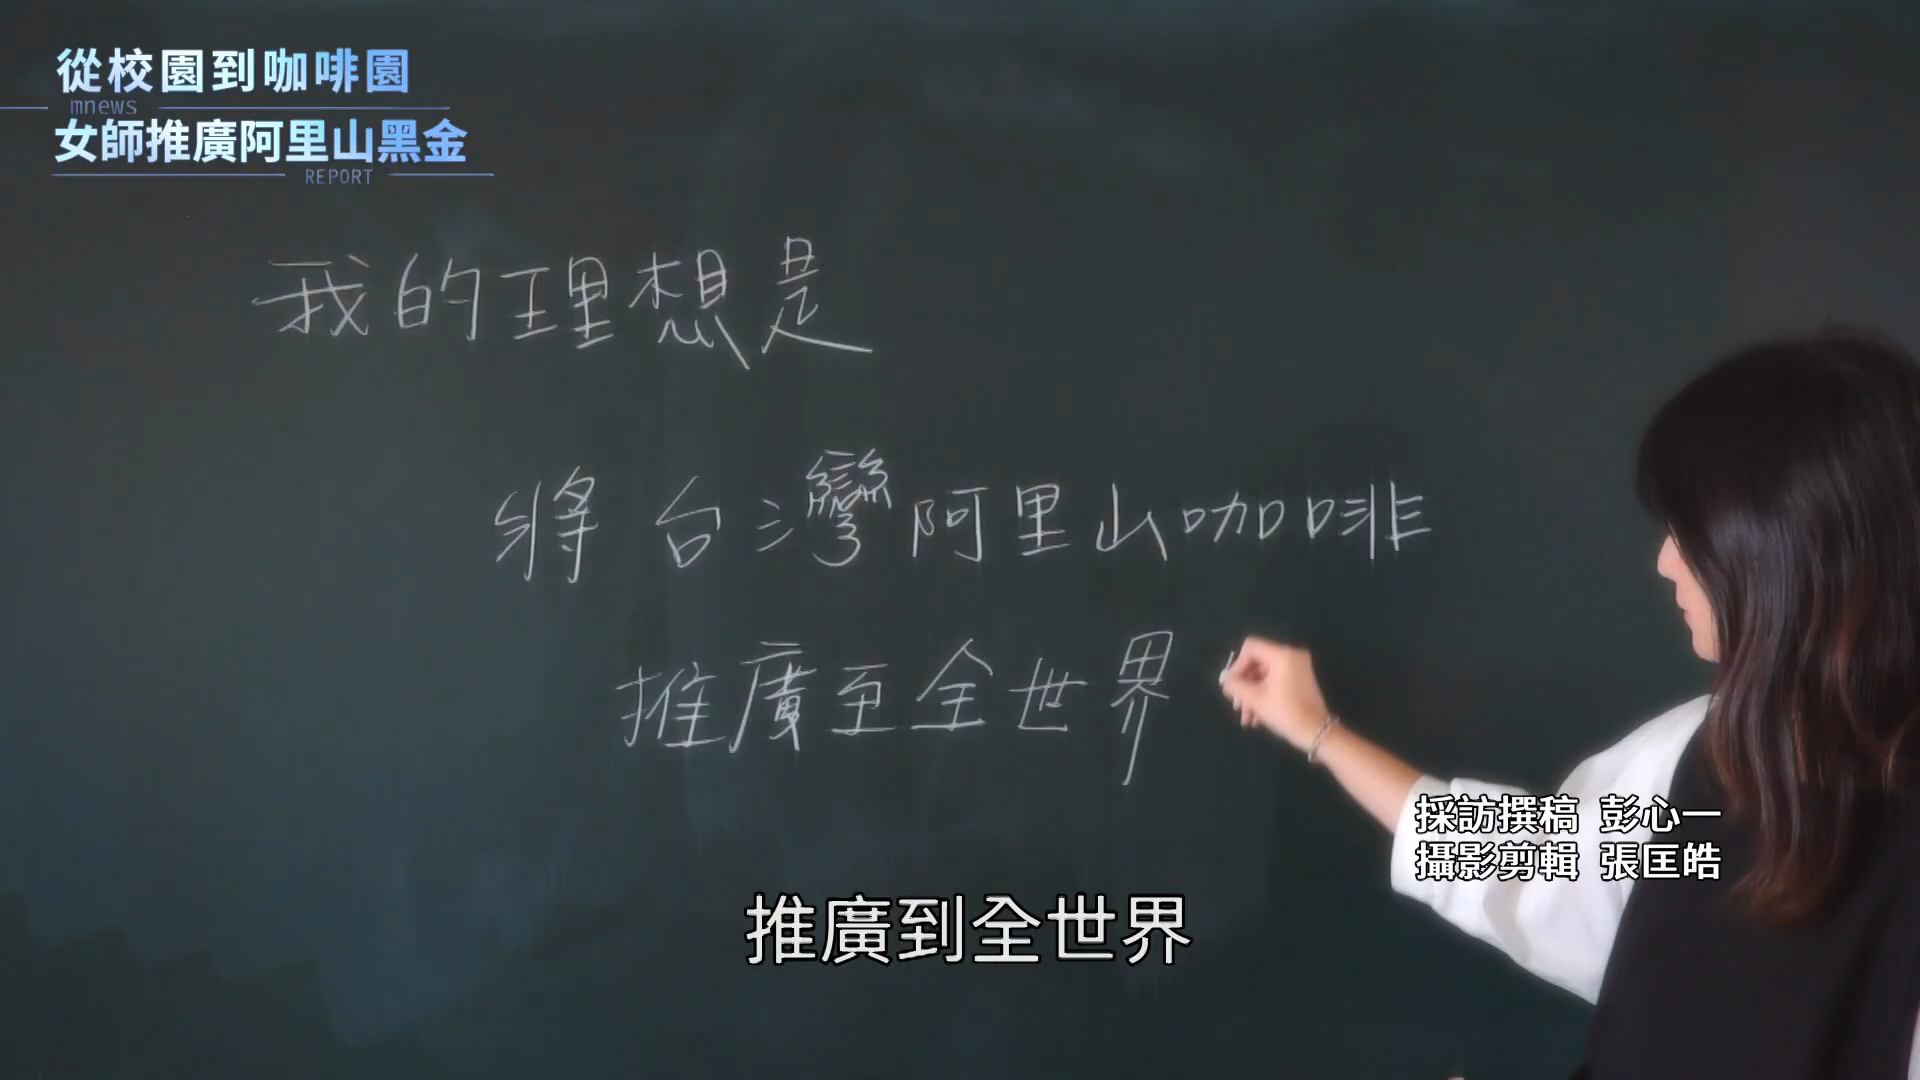 從校園到咖啡園
mnews
女師推廣阿里山黑金
REPORT
我的理想是
將台灣阿里山咖啡
推廣至全世界
採訪撰稿 彭心一
攝影剪輯 張匡皓
推廣到全世界